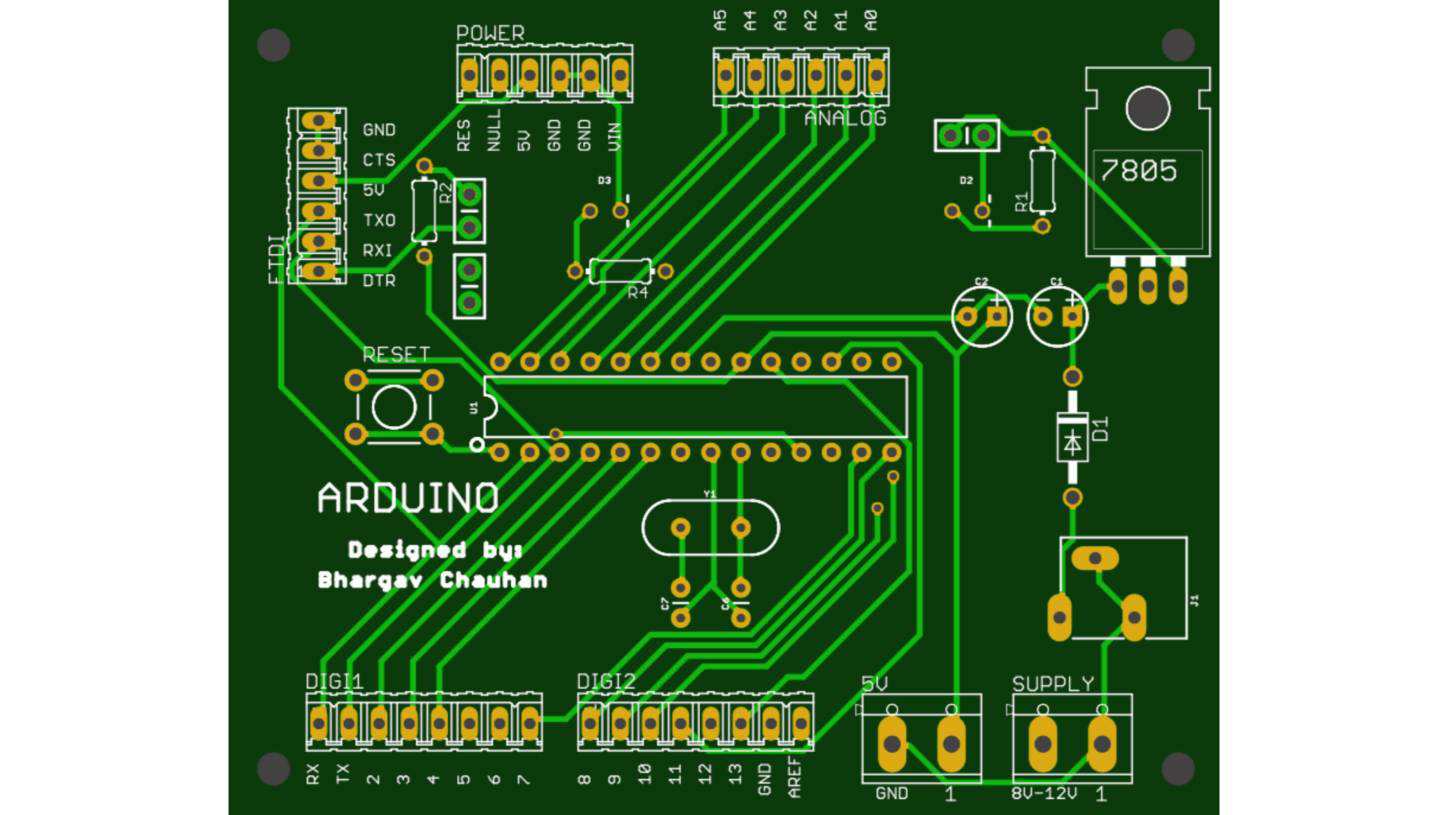 POWER
A5 A4 A3 A2 A1 A0
ANALOG
RES NULL 5V GND GND VIN
GND
CTS
5V
TXO
RXI
DTR
FTDI
R2
D3
R4
D2
R1
7805
C2
C1
RESET
U1
D1
ARDUINO
Designed by:
Bhargav Chauhan
Y1
C7
C6
J1
DIGI1
DIGI2
5V
SUPPLY
RX TX 2 3 4 5 6 7
8 9 10 11 12 13 GND AREF
GND 1
8V-12V 1